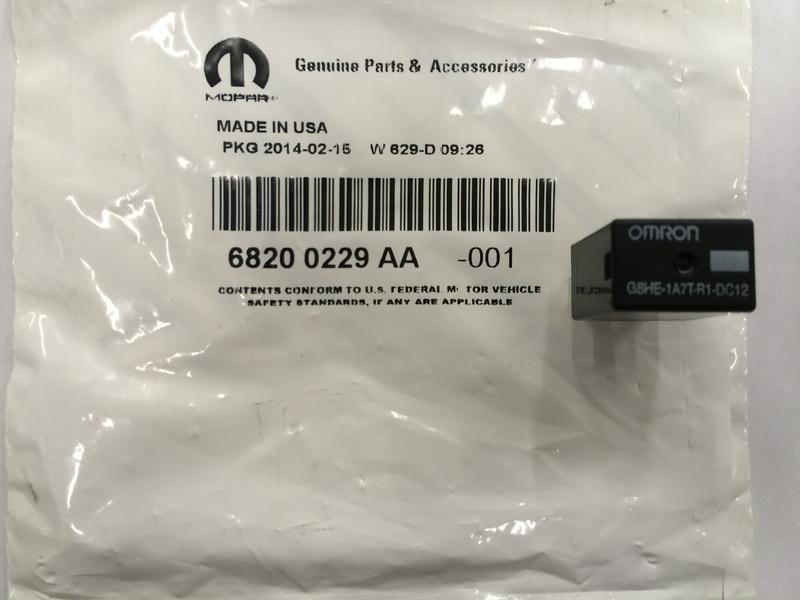 Genuine Parts & Accessories
MOPAR®
MADE IN USA
PKG 2014-02-15 W 629-D 09:26
6820 0229 AA -001
CONTENTS CONFORM TO U.S. FEDERAL MOTOR VEHICLE
SAFETY STANDARDS, IF ANY ARE APPLICABLE
OMRON
G8HE-1A7T-R1-DC12